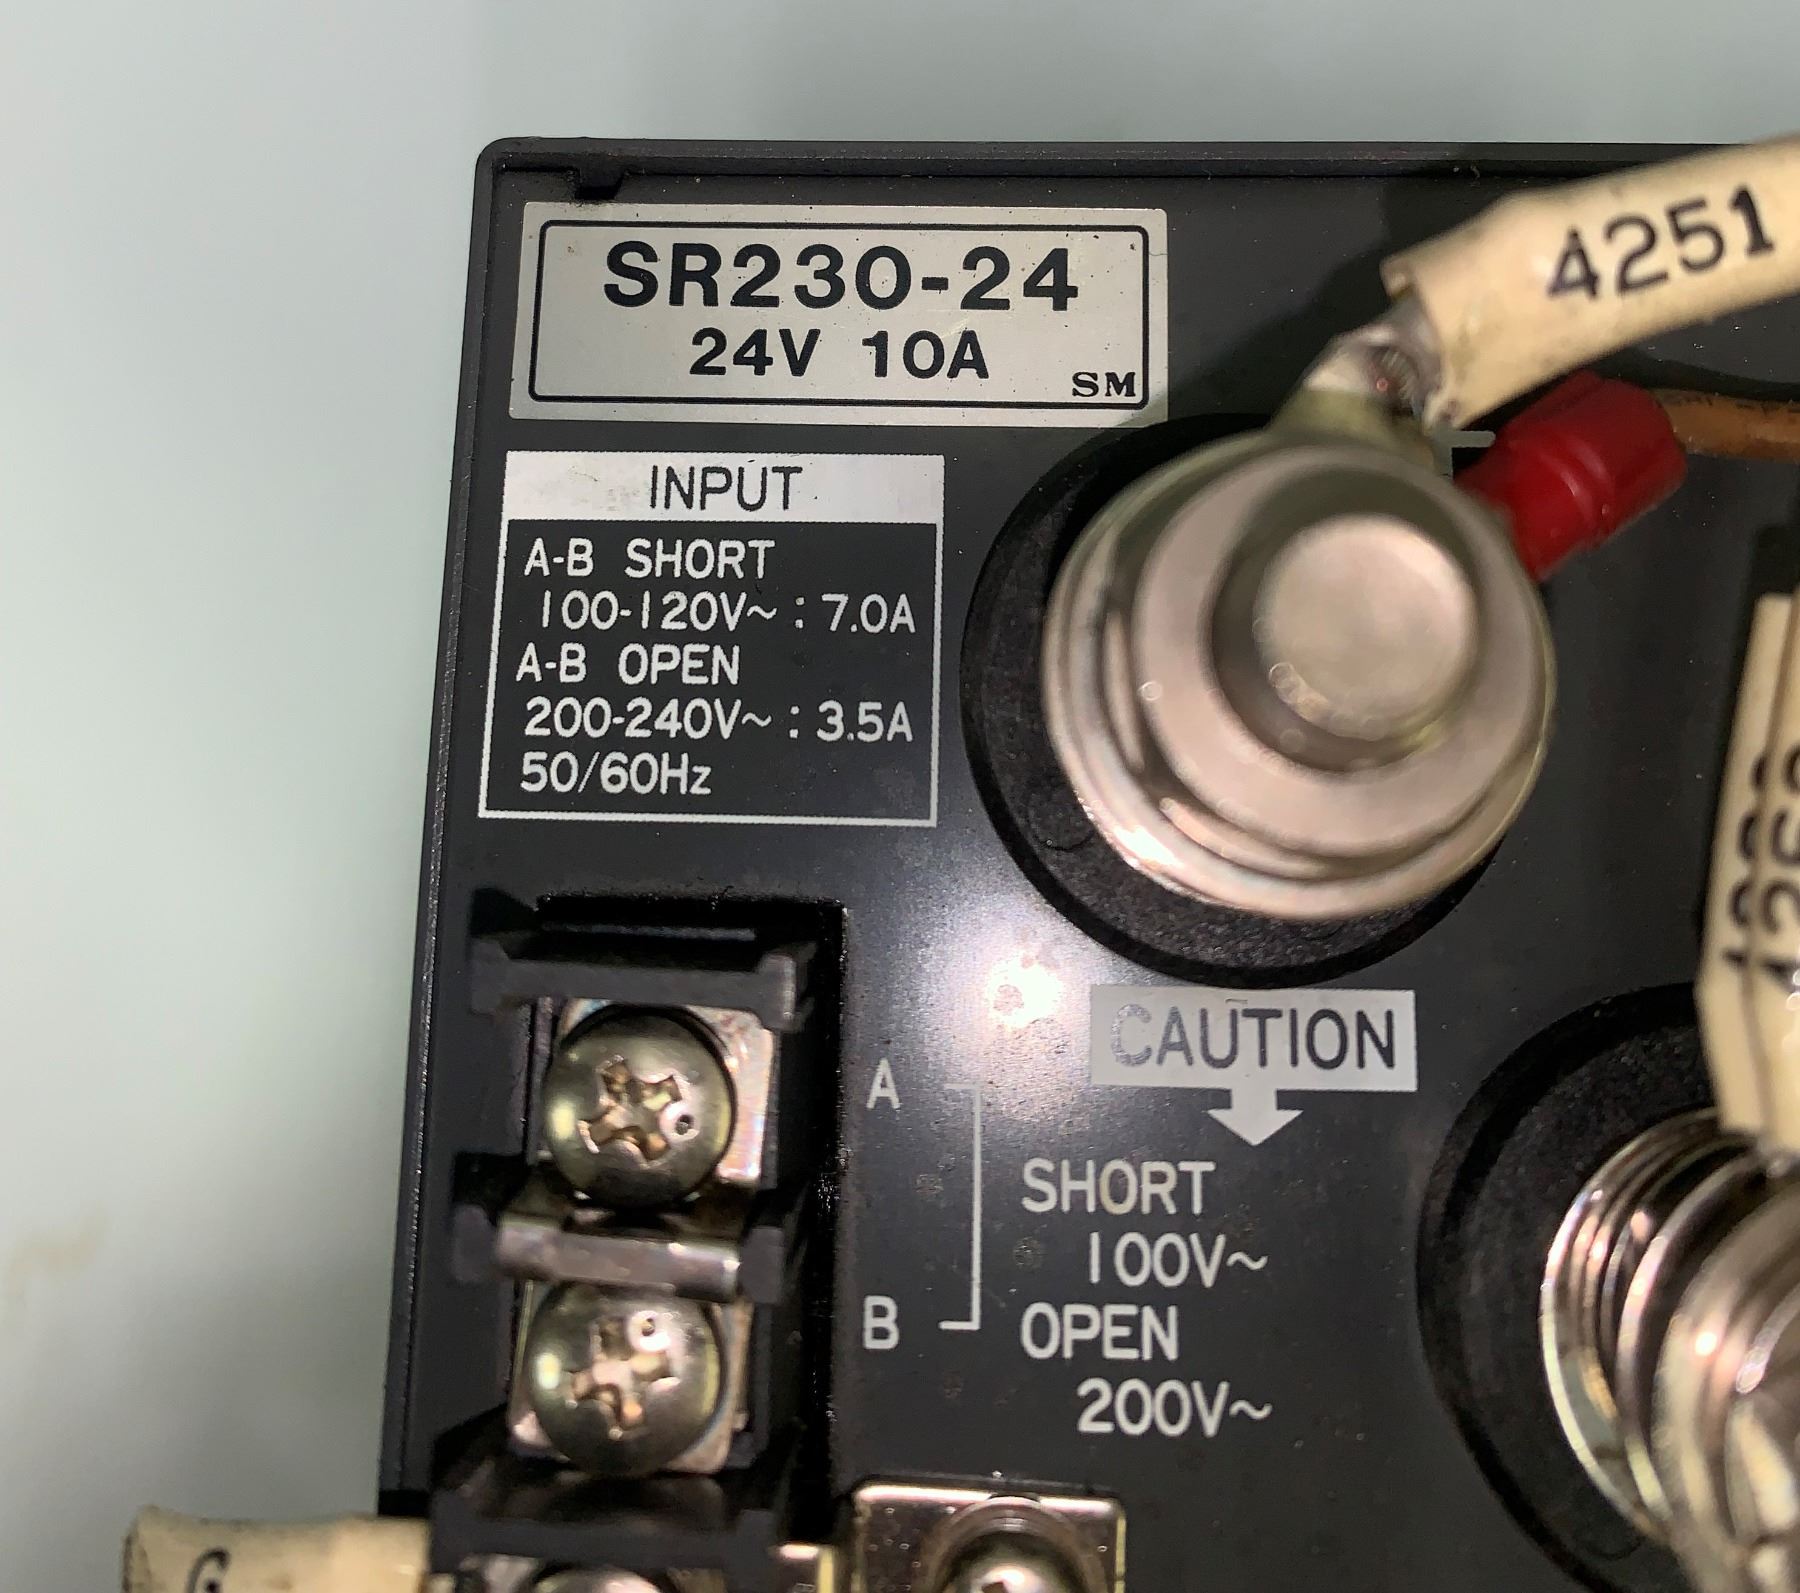 SR230-24
24V 10A
SM
4251
INPUT
A-B SHORT
100-120V~ : 7.0A
A-B OPEN
200-240V~ : 3.5A
50/60Hz
CAUTION
A
SHORT
100V~
B
OPEN
200V~
G